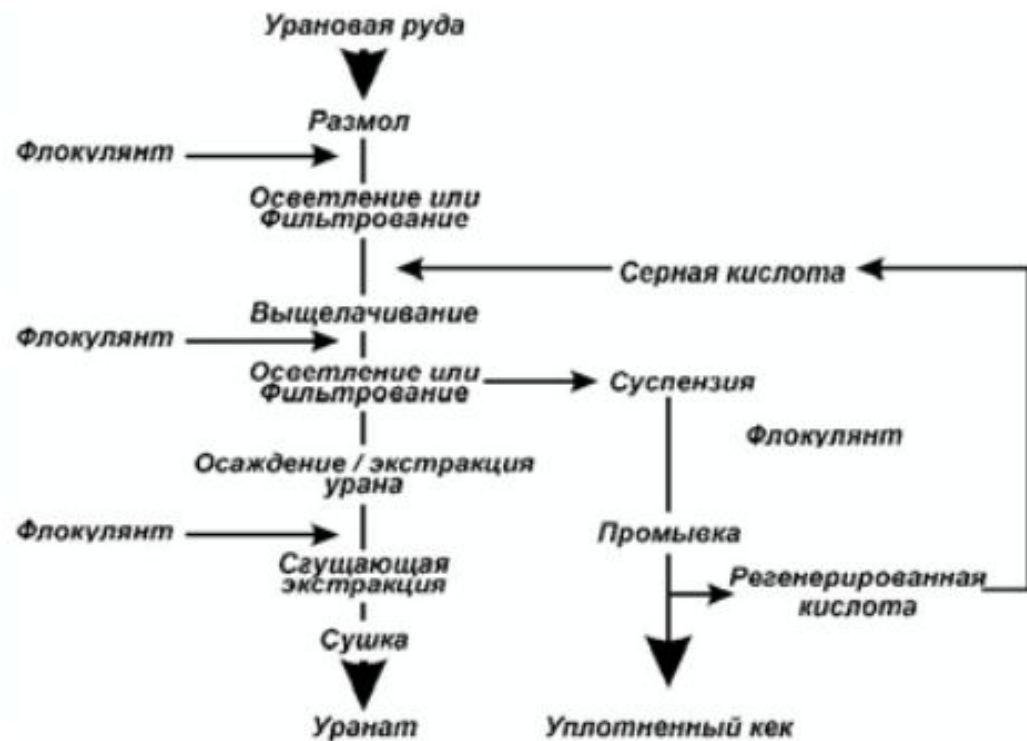 Урановая руда
Размол
Флокулянт
Осветление или
Фильтрование
Серная кислота
Выщелачивание
Флокулянт
Осветление или
Фильтрование
Суспензия
Флокулянт
Осаждение / экстракция
урана
Флокулянт
Промывка
Сгущающая
экстракция
Регенерированная
кислота
Сушка
Уранат
Уплотненный кек